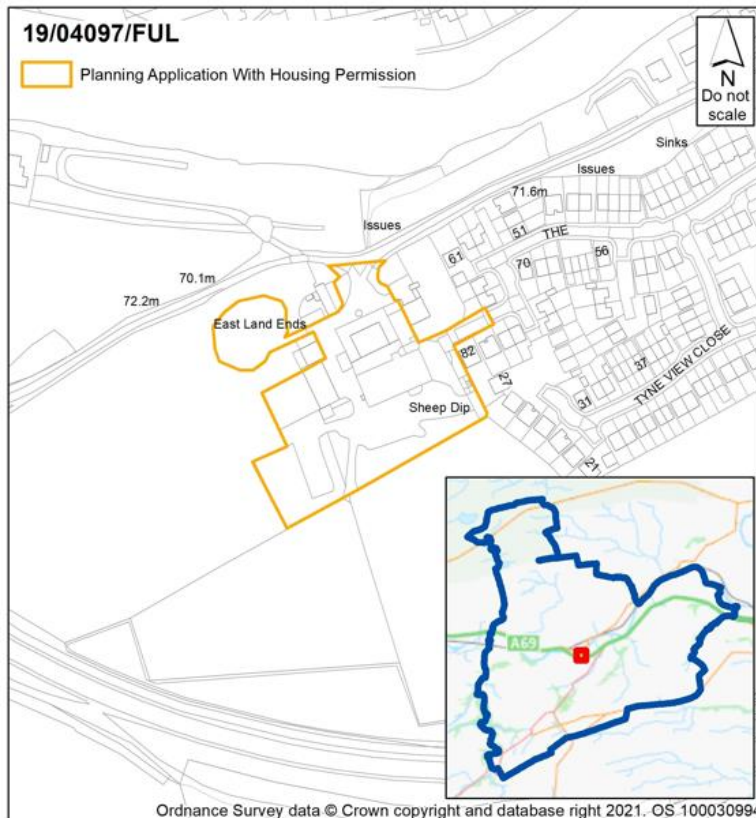 19/04097/FUL
Planning Application With Housing Permission
N
Do not
scale
Sinks
Issues
71.6m
Issues
THE
51
61
56
70
70.1m
72.2m
East Land Ends
82
37
27
31
TYNE VIEW CLOSE
Sheep Dip
21
A69
Ordnance Survey data © Crown copyright and database right 2021. OS 100030994